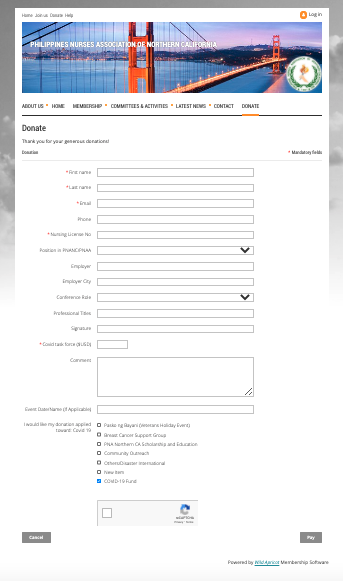 Home Join us Donate Help
Log in
PHILIPPINES NURSES ASSOCIATION OF NORTHERN CALIFORNIA
ABOUT US HOME MEMBERSHIP COMMITTEES & ACTIVITIES LATEST NEWS CONTACT DONATE
Donate
Thank you for your generous donations!
Donation
* Mandatory fields
* First name
* Last name
* Email
Phone
* Nursing License No
Position in PNANC/PNAA
Employer
Employer City
Conference Role
Professional Titles
Signature
* Covid task force ($USD)
Comment
Event Date/Name (if Applicable)
I would like my donation applied
toward: Covid 19
Pasko ng Bayani (Veterans Holiday Event)
Breast Cancer Support Group
PNA Northern CA Scholarship and Education
Community Outreach
Others/Disaster International
New item
COVID-19 Fund
reCAPTCHA
Privacy - Terms
Cancel
Pay
Powered by Wild Apricot Membership Software